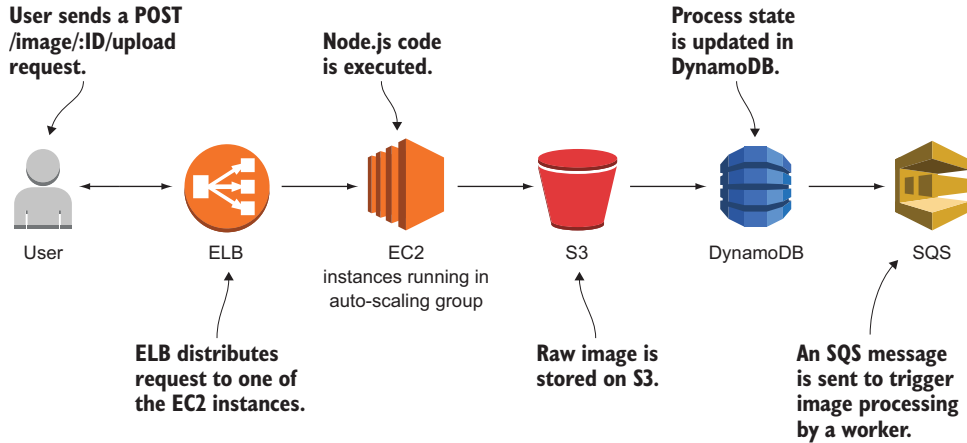 User sends a POST
/image/:ID/upload
request.
Node.js code
is executed.
Process state
is updated in
DynamoDB.
User
ELB
EC2
instances running in
auto-scaling group
S3
DynamoDB
SQS
ELB distributes
request to one of
the EC2 instances.
Raw image is
stored on S3.
An SQS message
is sent to trigger
image processing
by a worker.